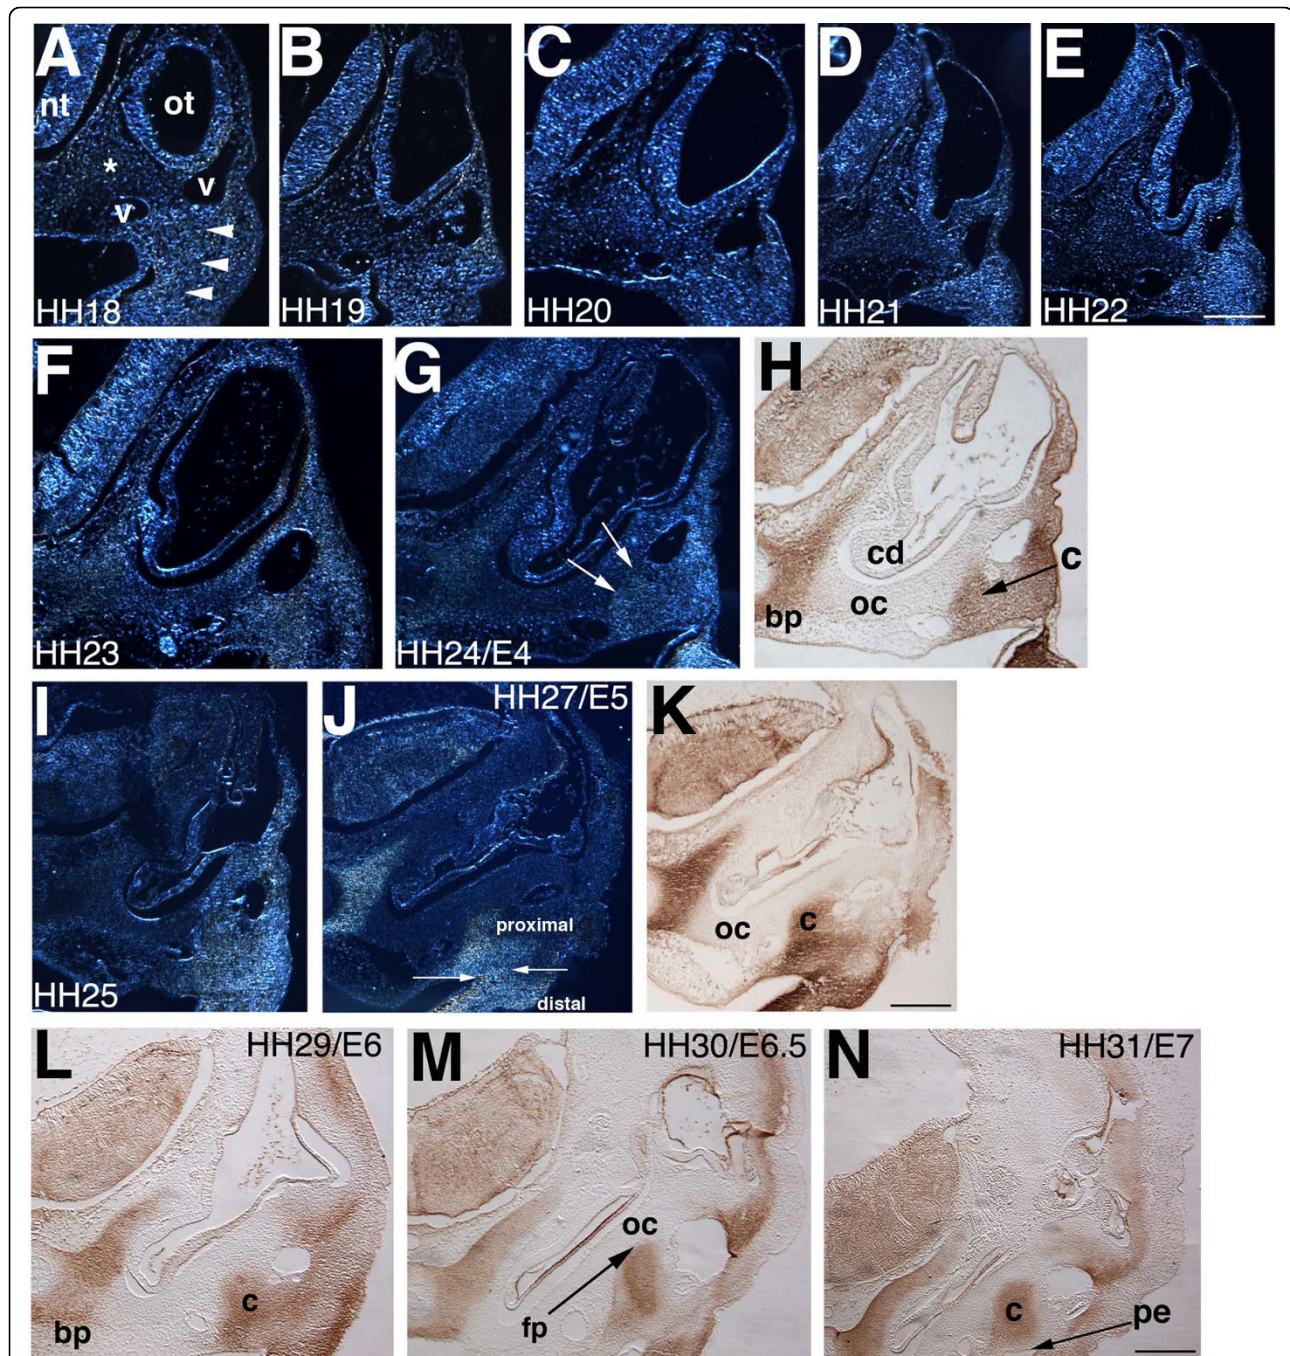 A
nt
ot
*
v
v
HH18
B
HH19
C
HH20
D
HH21
E
HH22
F
HH23
G
HH24/E4
H
cd
c
oc
bp
I
HH25
J
HH27/E5
proximal
distal
K
oc
c
L
HH29/E6
c
bp
M
HH30/E6.5
oc
fp
N
HH31/E7
c
pe